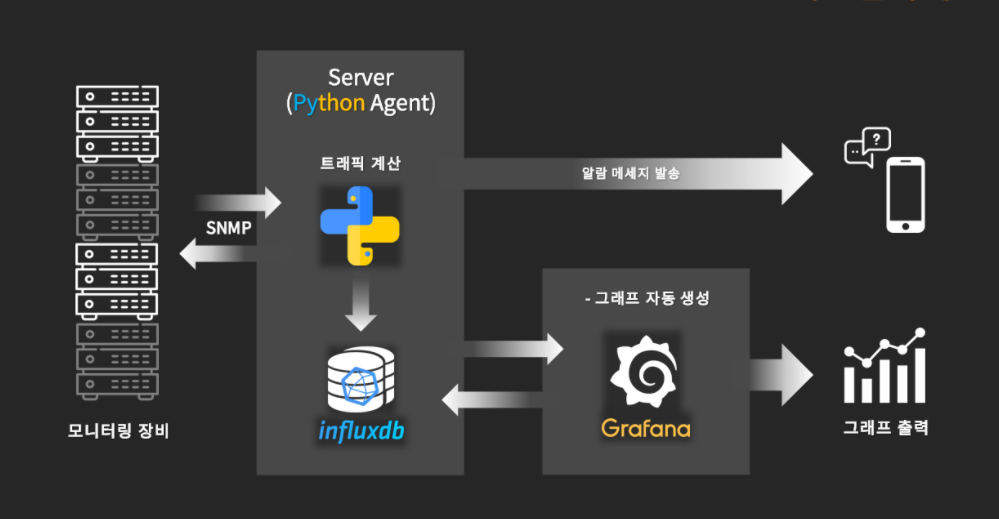 Server
(Python Agent)
트래픽 계산
알람 메세지 발송
SNMP
- 그래프 자동 생성
influxdb
Grafana
모니터링 장비
그래프 출력